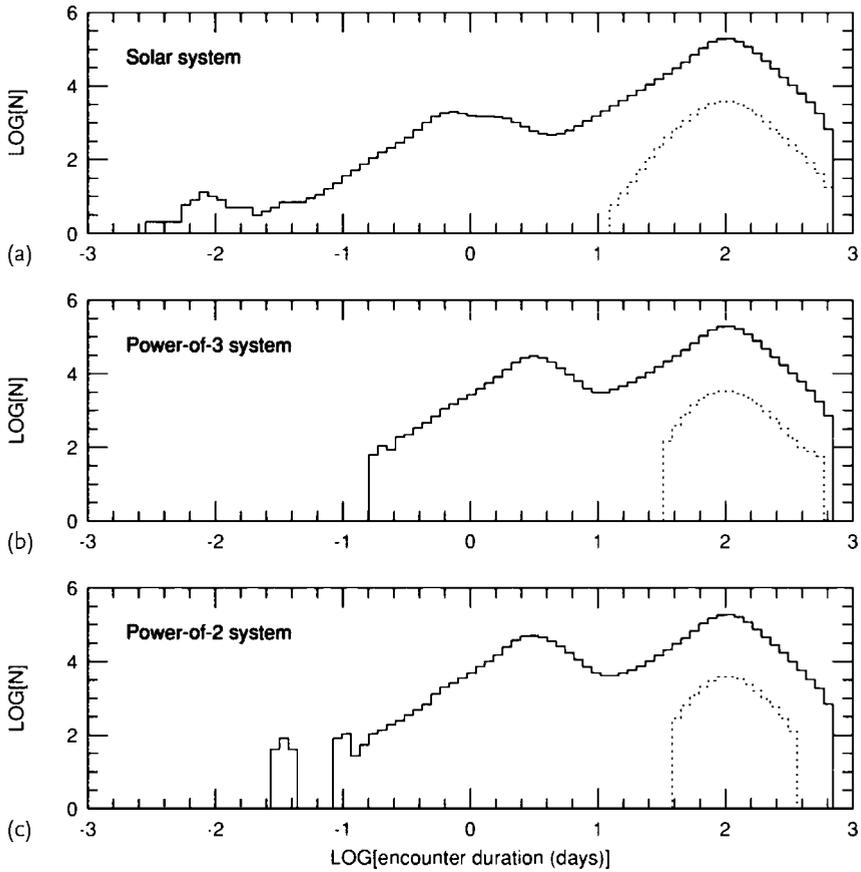 6
Solar system
4
LOG[N]
2
0
(a)
-3 -2 -1 0 1 2 3
6
Power-of-3 system
4
LOG[N]
2
0
(b)
-3 -2 -1 0 1 2 3
6
Power-of-2 system
4
LOG[N]
2
0
(c)
-3 -2 -1 0 1 2 3
LOG[encounter duration (days)]